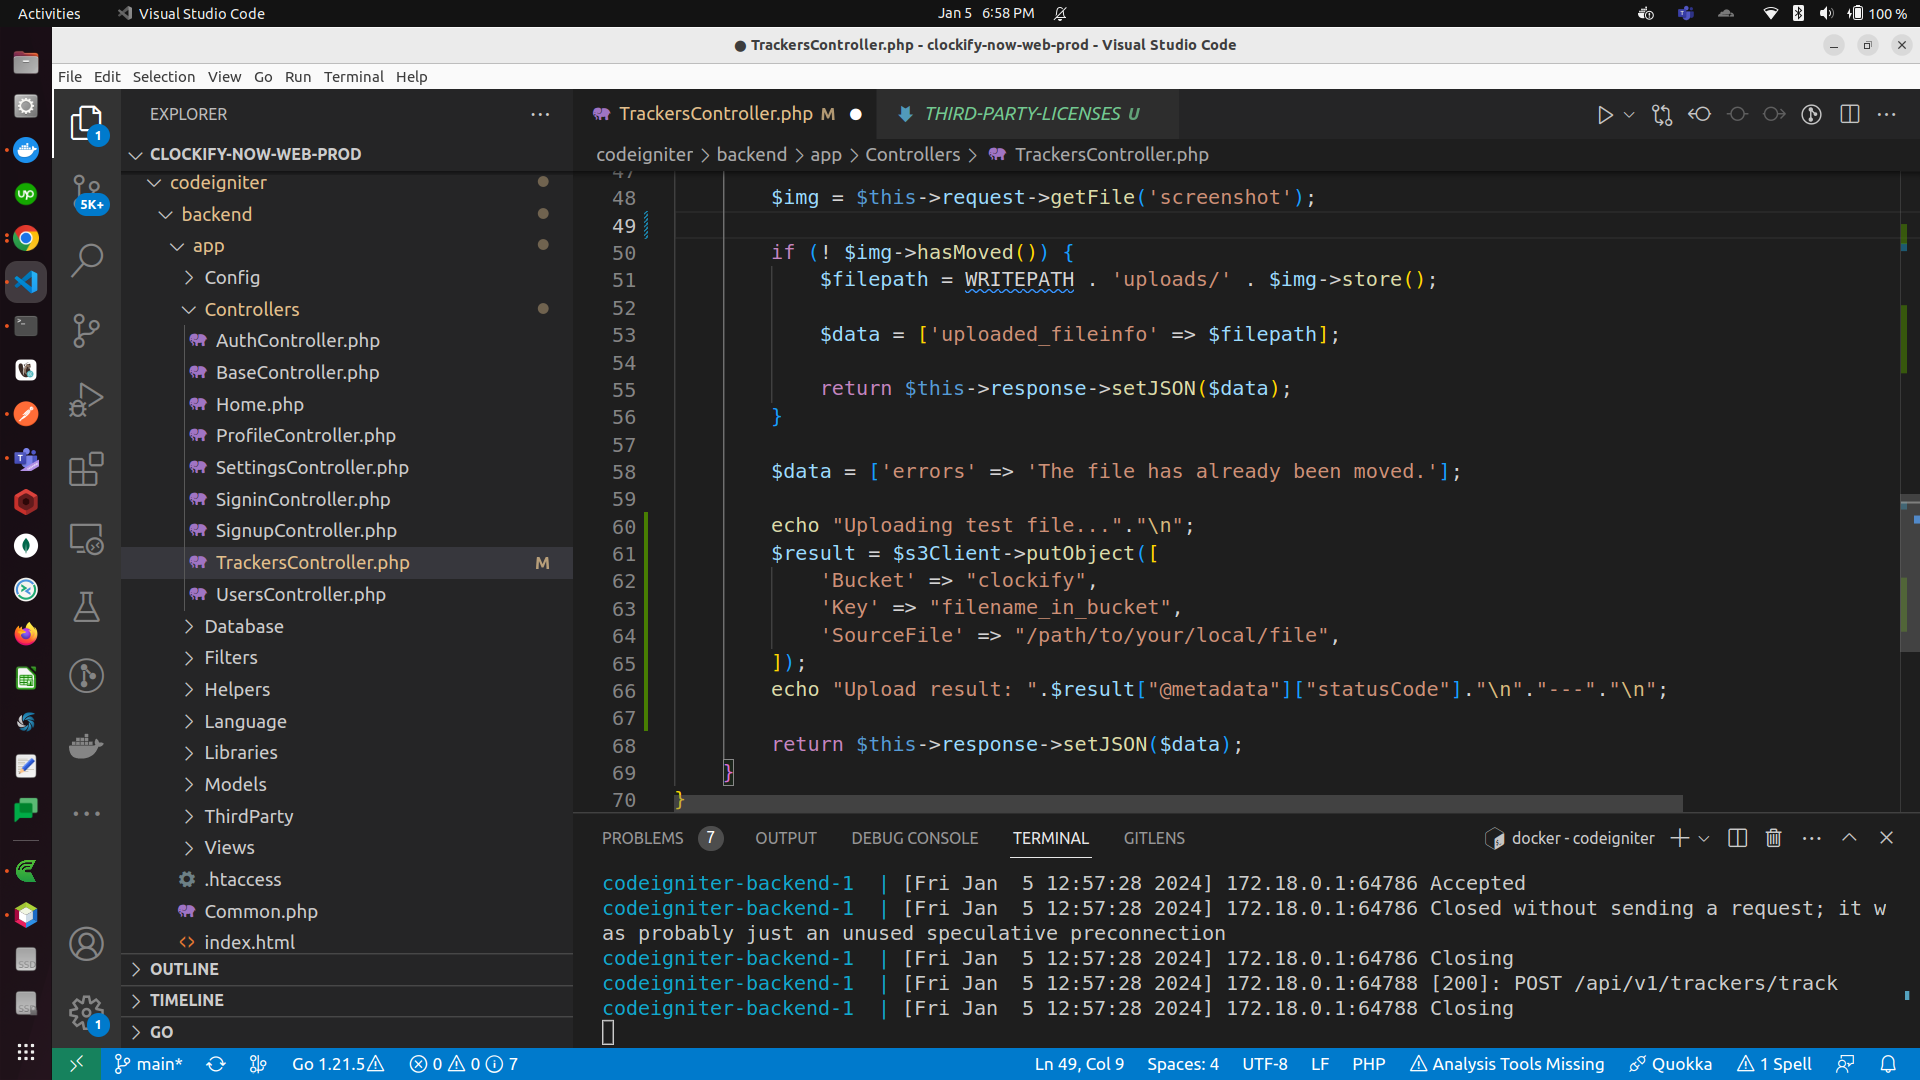 Activities
Visual Studio Code
Jan 5 6:58 PM
100 %
● TrackersController.php - clockify-now-web-prod - Visual Studio Code
File Edit Selection View Go Run Terminal Help
EXPLORER
CLOCKIFY-NOW-WEB-PROD
codeigniter
backend
app
Config
Controllers
AuthController.php
BaseController.php
Home.php
ProfileController.php
SettingsController.php
SigninController.php
SignupController.php
TrackersController.php M
UsersController.php
Database
Filters
Helpers
Language
Libraries
Models
ThirdParty
Views
.htaccess
Common.php
index.html
OUTLINE
TIMELINE
GO
1
5K+
1
TrackersController.php M
THIRD-PARTY-LICENSES U
codeigniter > backend > app > Controllers > TrackersController.php
47
48 $img = $this->request->getFile('screenshot');
49
50 if (! $img->hasMoved()) {
51 $filepath = WRITEPATH . 'uploads/' . $img->store();
52
53 $data = ['uploaded_fileinfo' => $filepath];
54
55 return $this->response->setJSON($data);
56 }
57
58 $data = ['errors' => 'The file has already been moved.'];
59
60 echo "Uploading test file..."."\n";
61 $result = $s3Client->putObject([
62 'Bucket' => "clockify",
63 'Key' => "filename_in_bucket",
64 'SourceFile' => "/path/to/your/local/file",
65 ]);
66 echo "Upload result: ".$result["@metadata"]["statusCode"]."\n"."---"."\n";
67
68 return $this->response->setJSON($data);
69 }
70 }
PROBLEMS 7 OUTPUT DEBUG CONSOLE TERMINAL GITLENS
docker - codeigniter
codeigniter-backend-1 | [Fri Jan  5 12:57:28 2024] 172.18.0.1:64786 Accepted
codeigniter-backend-1 | [Fri Jan  5 12:57:28 2024] 172.18.0.1:64786 Closed without sending a request; it w
as probably just an unused speculative preconnection
codeigniter-backend-1 | [Fri Jan  5 12:57:28 2024] 172.18.0.1:64786 Closing
codeigniter-backend-1 | [Fri Jan  5 12:57:28 2024] 172.18.0.1:64788 [200]: POST /api/v1/trackers/track
codeigniter-backend-1 | [Fri Jan  5 12:57:28 2024] 172.18.0.1:64788 Closing
main* Go 1.21.5 0 0 7
Ln 49, Col 9 Spaces: 4 UTF-8 LF PHP Analysis Tools Missing Quokka 1 Spell